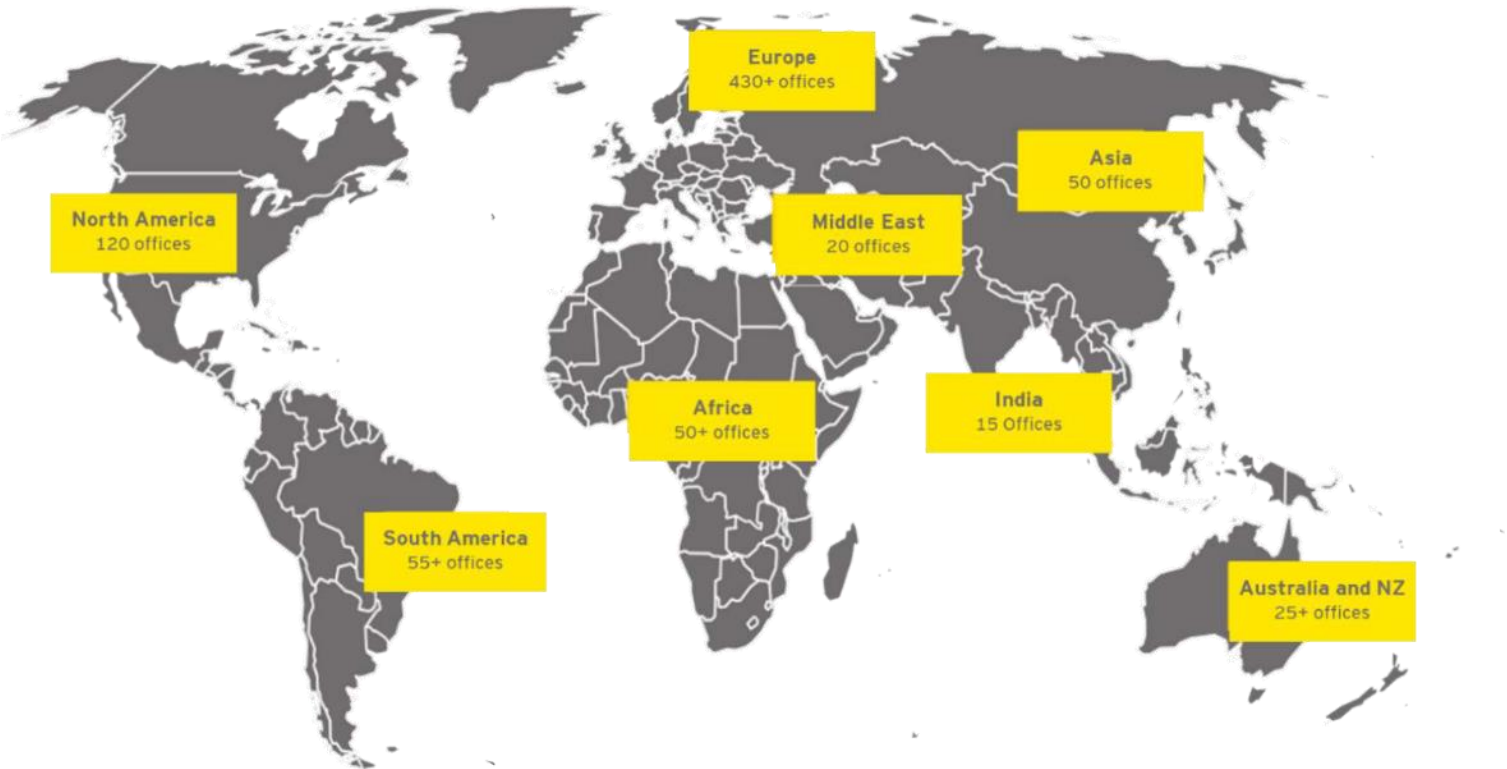 Europe
430+ offices
Asia
50 offices
North America
120 offices
Middle East
20 offices
Africa
50+ offices
India
15 Offices
South America
55+ offices
Australia and NZ
25+ offices